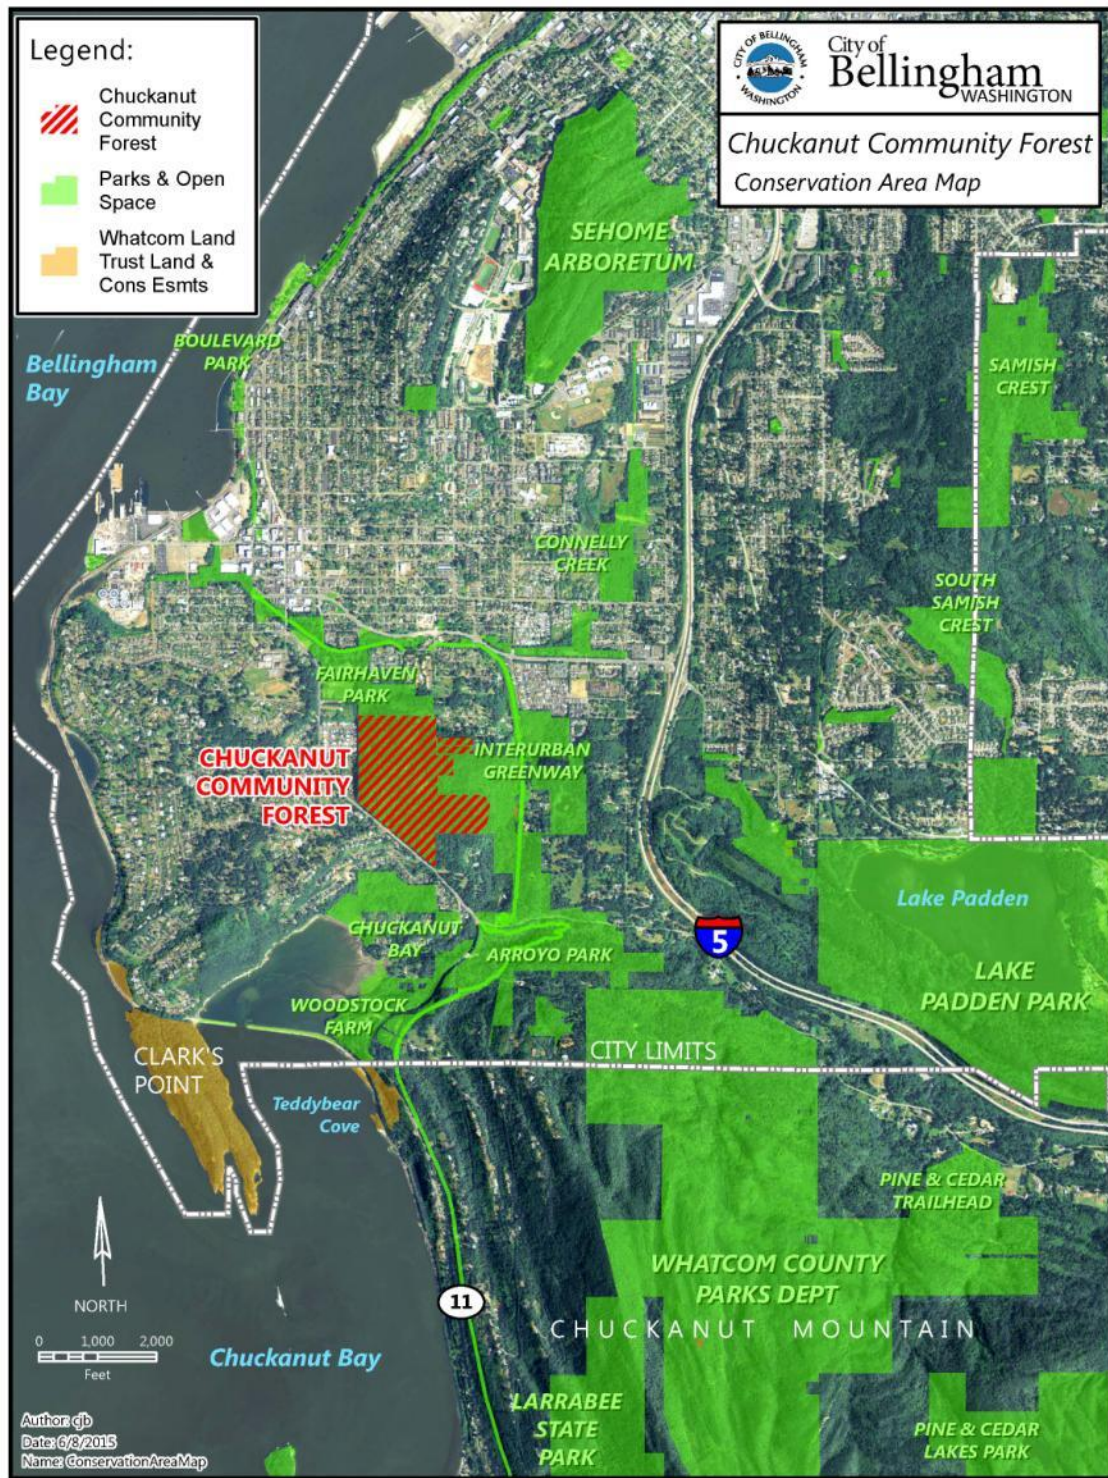 Legend:
Chuckanut
Community
Forest
Parks & Open
Space
Whatcom Land
Trust Land &
Cons Esmts
CITY OF BELLINGHAM
WASHINGTON
City of
Bellingham
WASHINGTON
Chuckanut Community Forest
Conservation Area Map
SEHOME
ARBORETUM
BOULEVARD
PARK
Bellingham
Bay
SAMISH
CREST
CONNELLY
CREEK
SOUTH
SAMISH
CREST
FAIRHAVEN
PARK
CHUCKANUT
COMMUNITY
FOREST
INTERURBAN
GREENWAY
Lake Padden
5
CHUCKANUT
BAY
ARROYO PARK
LAKE
PADDEN PARK
WOODSTOCK
FARM
CLARK'S
POINT
CITY LIMITS
Teddybear
Cove
PINE & CEDAR
TRAILHEAD
WHATCOM COUNTY
PARKS DEPT
NORTH
11
CHUCKANUT MOUNTAIN
0 1,000 2,000
Feet
Chuckanut Bay
LARRABEE
STATE
PARK
PINE & CEDAR
LAKES PARK
Author: cjb
Date: 6/8/2015
Name: ConservationAreaMap